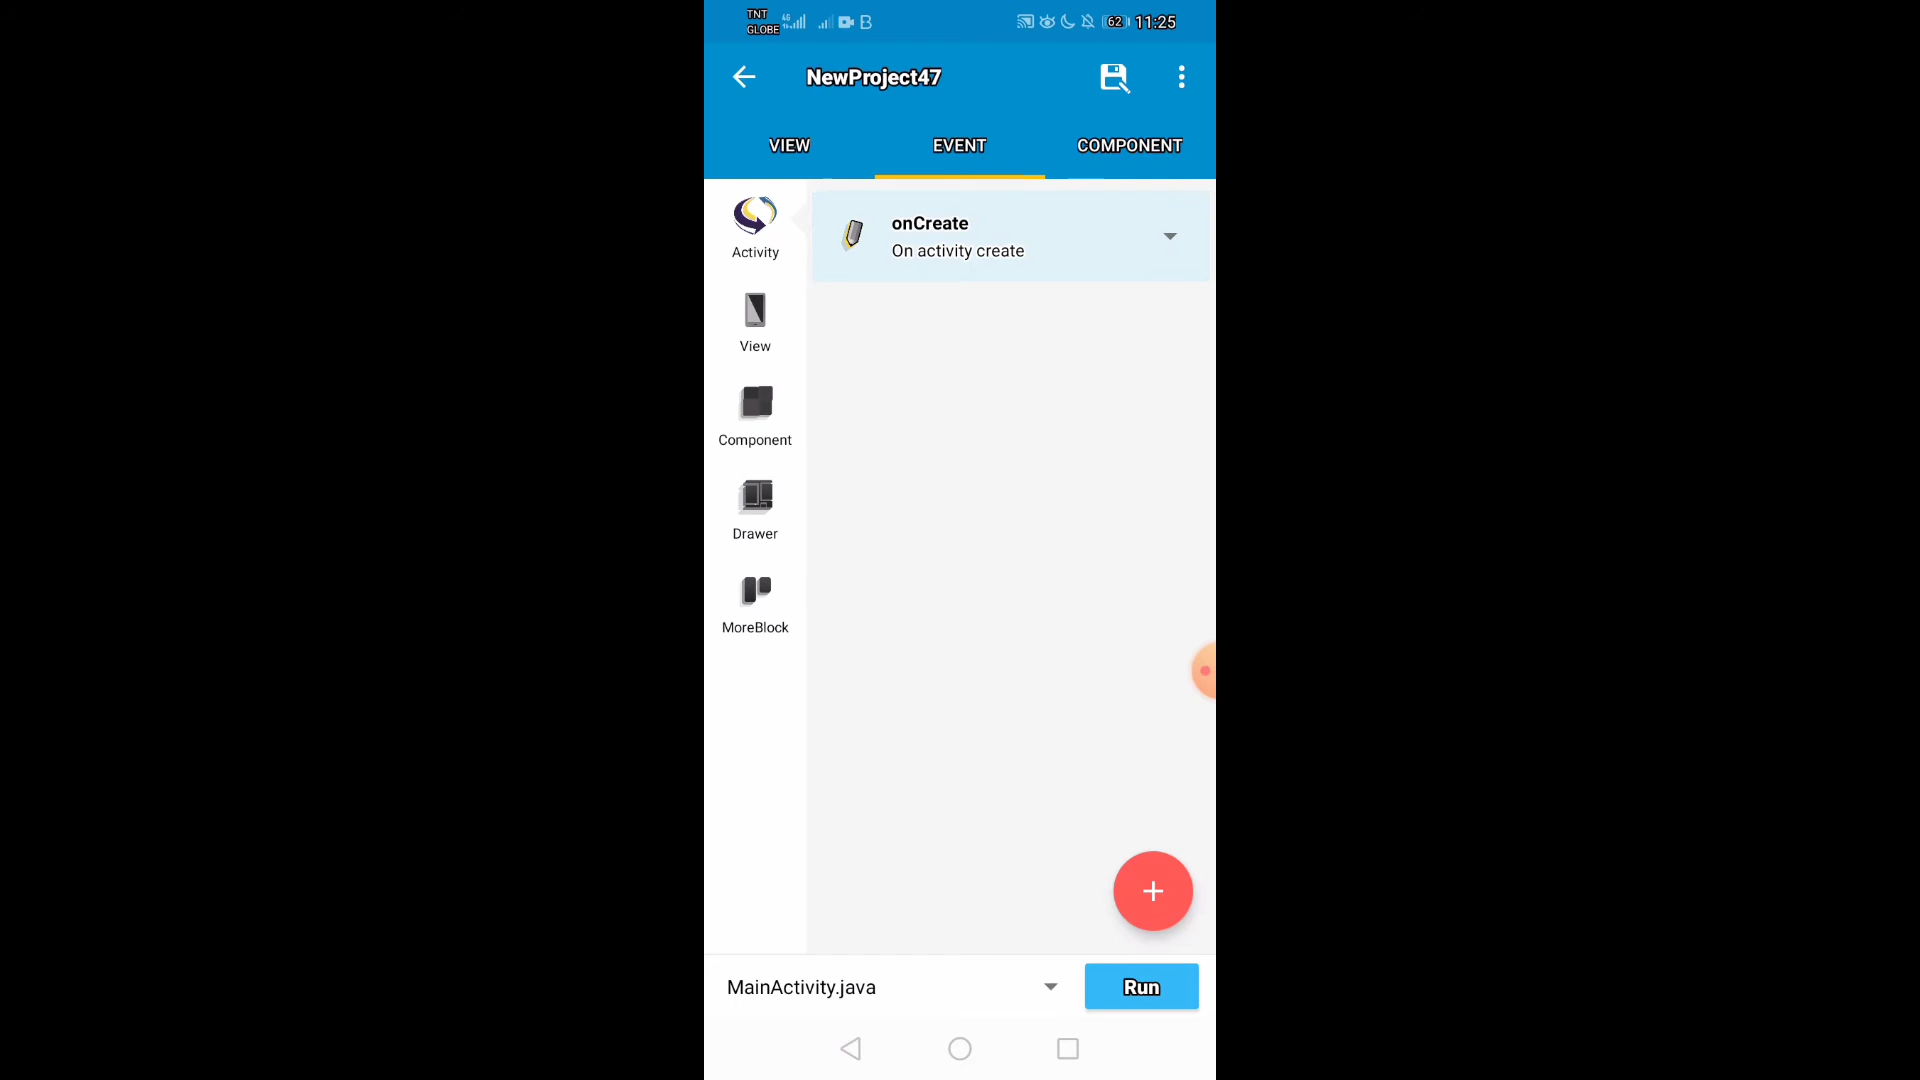 TNT
GLOBE
4G
B
62
11:25
NewProject47
VIEW
EVENT
COMPONENT
Activity
onCreate
On activity create
View
Component
Drawer
MoreBlock
MainActivity.java
Run